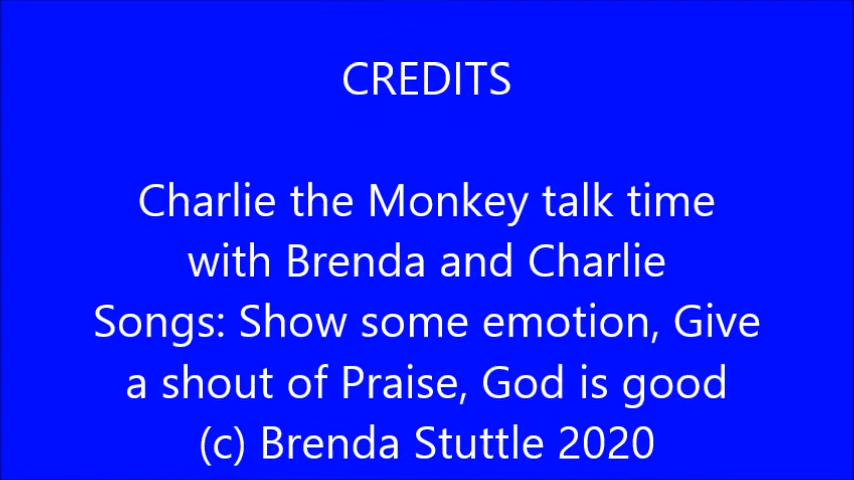 CREDITS
Charlie the Monkey talk time
with Brenda and Charlie
Songs: Show some emotion, Give
a shout of Praise, God is good
(c) Brenda Stuttle 2020